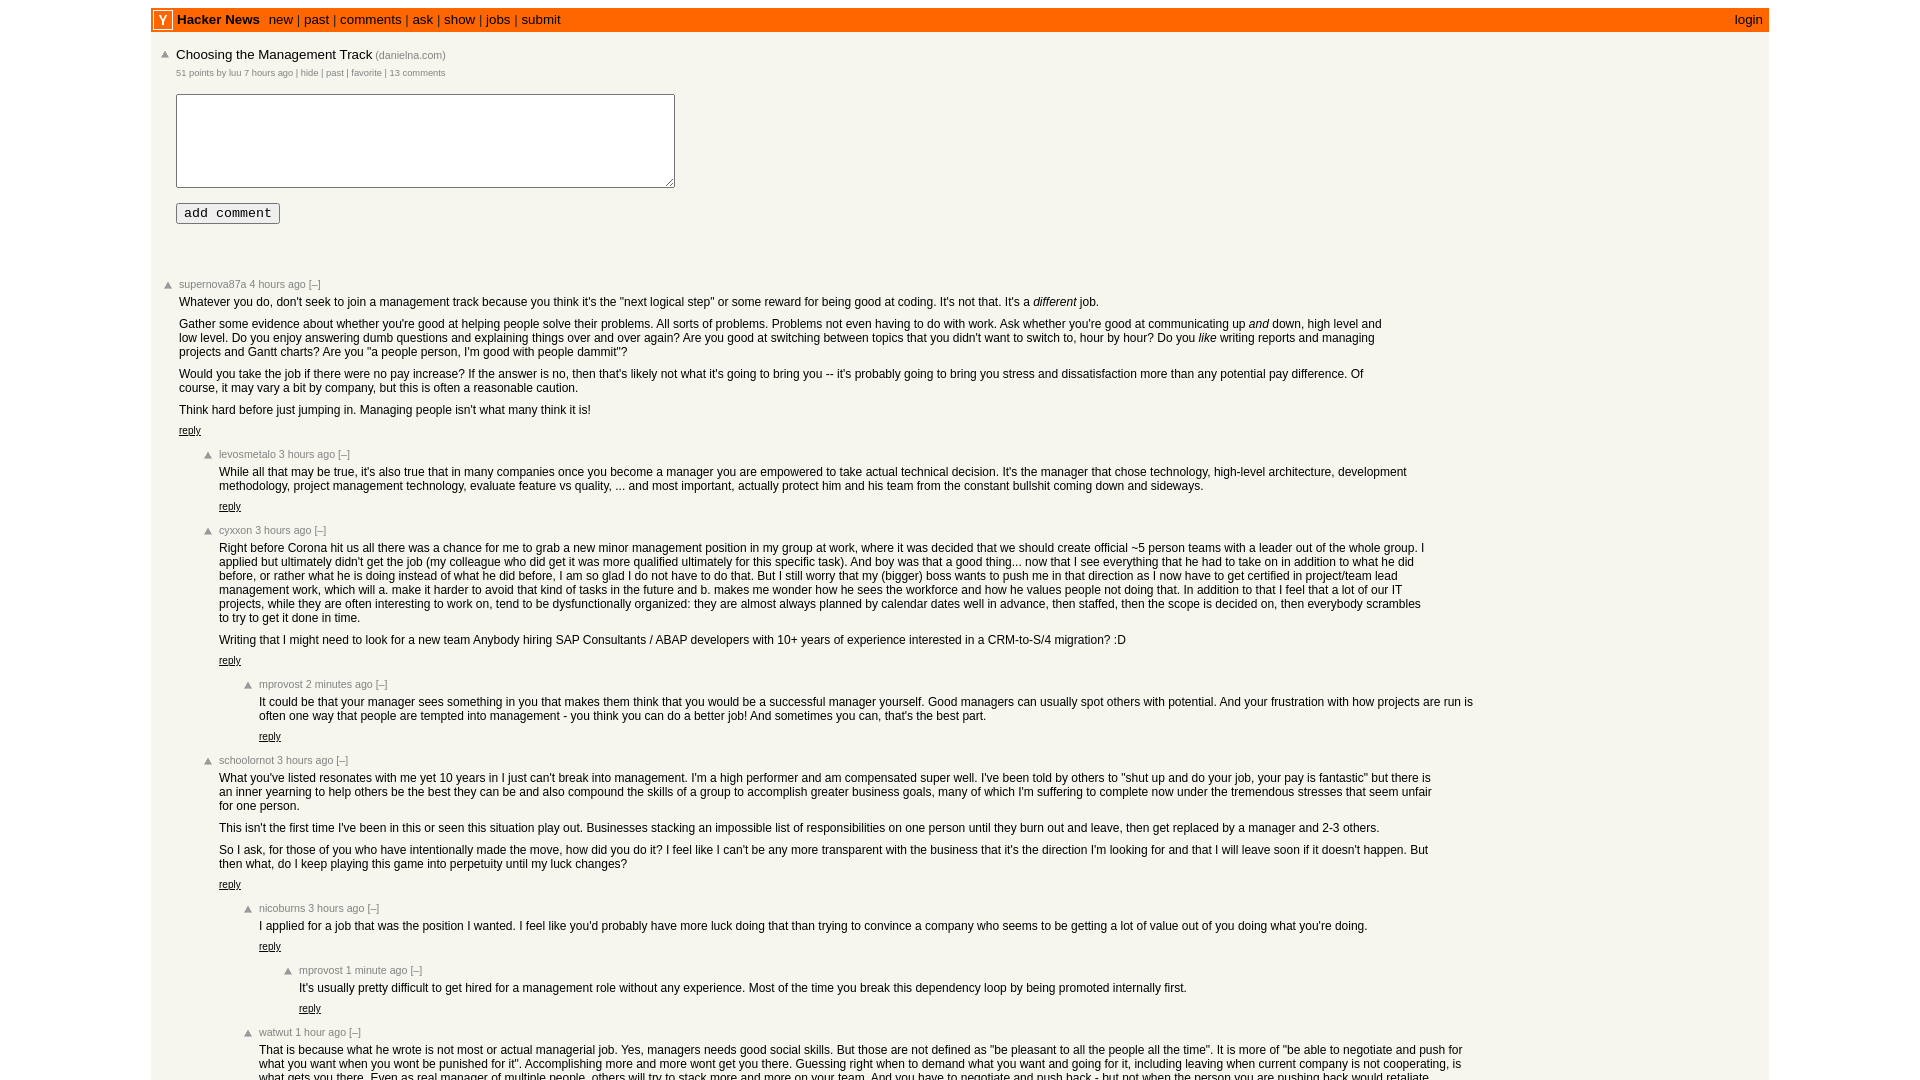 Y Hacker News new | past | comments | ask | show | jobs | submit login
Choosing the Management Track (danielna.com)
51 points by luu 7 hours ago | hide | past | favorite | 13 comments
add comment
supernova87a 4 hours ago [–]
Whatever you do, don't seek to join a management track because you think it's the "next logical step" or some reward for being good at coding. It's not that. It's a different job.
Gather some evidence about whether you're good at helping people solve their problems. All sorts of problems. Problems not even having to do with work. Ask whether you're good at communicating up and down, high level and
low level. Do you enjoy answering dumb questions and explaining things over and over again? Are you good at switching between topics that you didn't want to switch to, hour by hour? Do you like writing reports and managing
projects and Gantt charts? Are you "a people person, I'm good with people dammit"?
Would you take the job if there were no pay increase? If the answer is no, then that's likely not what it's going to bring you -- it's probably going to bring you stress and dissatisfaction more than any potential pay difference. Of
course, it may vary a bit by company, but this is often a reasonable caution.
Think hard before just jumping in. Managing people isn't what many think it is!
reply
levosmetalo 3 hours ago [–]
While all that may be true, it's also true that in many companies once you become a manager you are empowered to take actual technical decision. It's the manager that chose technology, high-level architecture, development
methodology, project management technology, evaluate feature vs quality, ... and most important, actually protect him and his team from the constant bullshit coming down and sideways.
reply
cyxxon 3 hours ago [–]
Right before Corona hit us all there was a chance for me to grab a new minor management position in my group at work, where it was decided that we should create official ~5 person teams with a leader out of the whole group. I
applied but ultimately didn't get the job (my colleague who did get it was more qualified ultimately for this specific task). And boy was that a good thing... now that I see everything that he had to take on in addition to what he did
before, or rather what he is doing instead of what he did before, I am so glad I do not have to do that. But I still worry that my (bigger) boss wants to push me in that direction as I now have to get certified in project/team lead
management work, which will a. make it harder to avoid that kind of tasks in the future and b. makes me wonder how he sees the workforce and how he values people not doing that. In addition to that I feel that a lot of our IT
projects, while they are often interesting to work on, tend to be dysfunctionally organized: they are almost always planned by calendar dates well in advance, then staffed, then the scope is decided on, then everybody scrambles
to try to get it done in time.
Writing that I might need to look for a new team Anybody hiring SAP Consultants / ABAP developers with 10+ years of experience interested in a CRM-to-S/4 migration? :D
reply
mprovost 2 minutes ago [–]
It could be that your manager sees something in you that makes them think that you would be a successful manager yourself. Good managers can usually spot others with potential. And your frustration with how projects are run is
often one way that people are tempted into management - you think you can do a better job! And sometimes you can, that's the best part.
reply
schoolornot 3 hours ago [–]
What you've listed resonates with me yet 10 years in I just can't break into management. I'm a high performer and am compensated super well. I've been told by others to "shut up and do your job, your pay is fantastic" but there is
an inner yearning to help others be the best they can be and also compound the skills of a group to accomplish greater business goals, many of which I'm suffering to complete now under the tremendous stresses that seem unfair
for one person.
This isn't the first time I've been in this or seen this situation play out. Businesses stacking an impossible list of responsibilities on one person until they burn out and leave, then get replaced by a manager and 2-3 others.
So I ask, for those of you who have intentionally made the move, how did you do it? I feel like I can't be any more transparent with the business that it's the direction I'm looking for and that I will leave soon if it doesn't happen. But
then what, do I keep playing this game into perpetuity until my luck changes?
reply
nicoburns 3 hours ago [–]
I applied for a job that was the position I wanted. I feel like you'd probably have more luck doing that than trying to convince a company who seems to be getting a lot of value out of you doing what you're doing.
reply
mprovost 1 minute ago [–]
It's usually pretty difficult to get hired for a management role without any experience. Most of the time you break this dependency loop by being promoted internally first.
reply
watwut 1 hour ago [–]
That is because what he wrote is not most or actual managerial job. Yes, managers needs good social skills. But those are not defined as "be pleasant to all the people all the time". It is more of "be able to negotiate and push for
what you want when you wont be punished for it". Accomplishing more and more wont get you there. Guessing right when to demand what you want and going for it, including leaving when current company is not cooperating, is
what gets you there. Even as real manager of multiple people, others will try to stack more and more on your team. And you have to negotiate and push back - but not when the person you are pushing back would retaliate